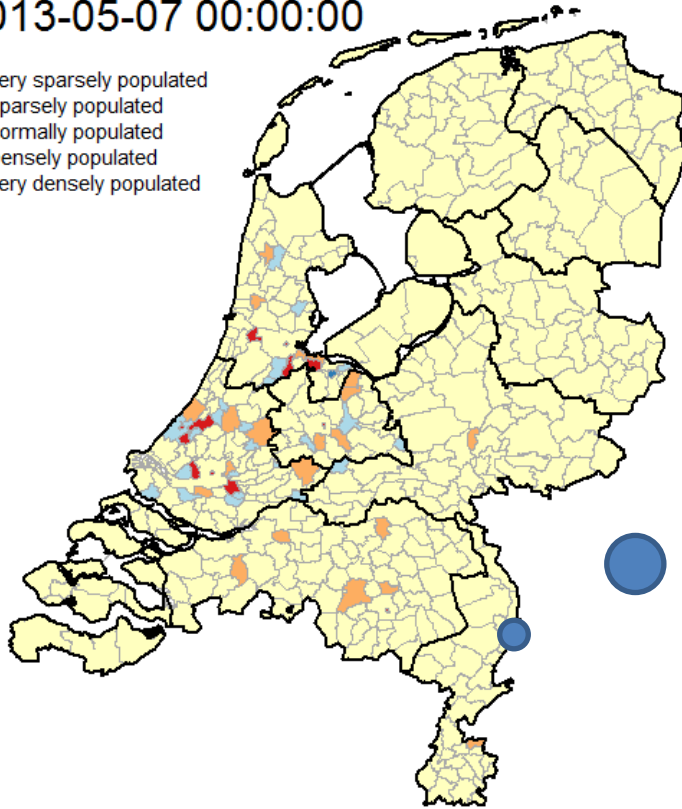 013-05-07 00:00:00
ery sparsely populated
parsely populated
ormally populated
ensely populated
ery densely populated